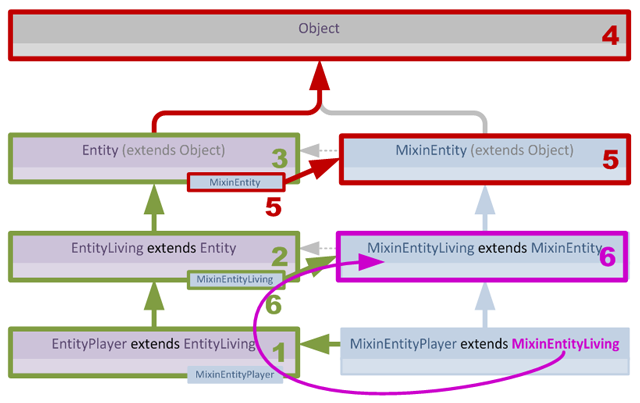 Object
4
Entity (extends Object)
3
MixinEntity
5
MixinEntity (extends Object)
5
EntityLiving extends Entity
2
MixinEntityLiving
6
MixinEntityLiving extends MixinEntity
6
EntityPlayer extends EntityLiving
1
MixinEntityPlayer
MixinEntityPlayer extends MixinEntityLiving